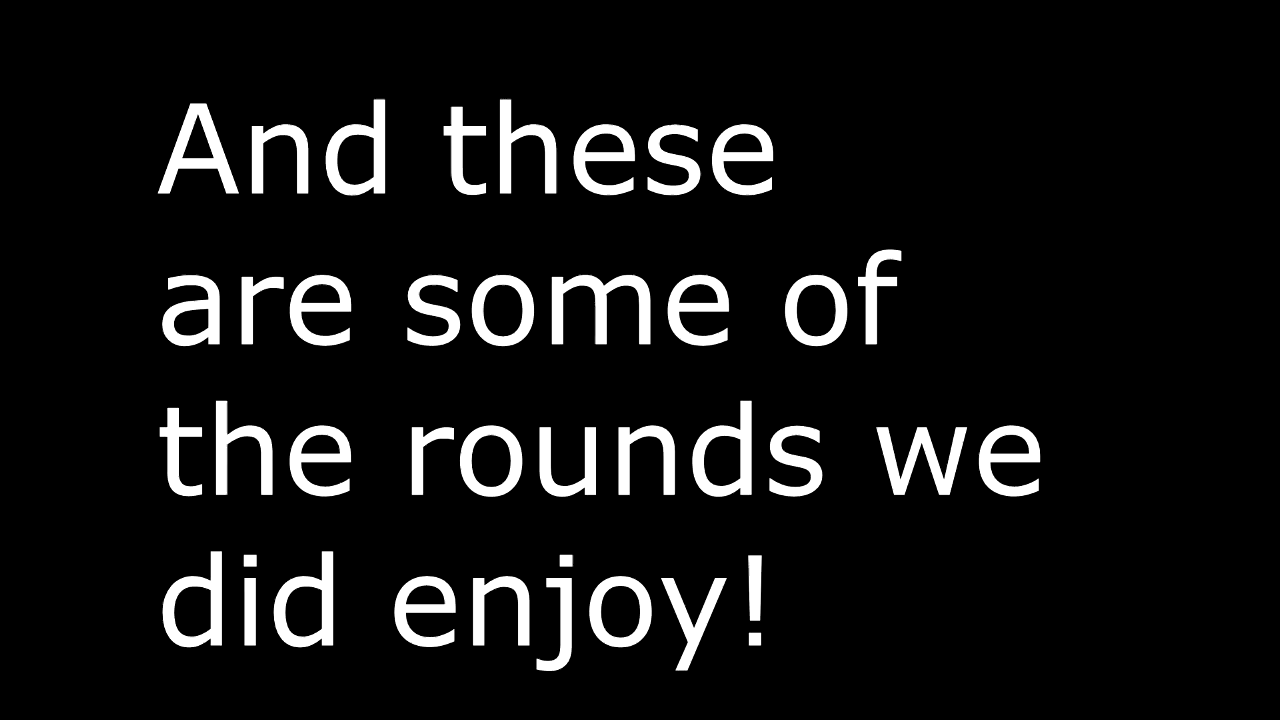 And these
are some of
the rounds we
did enjoy!